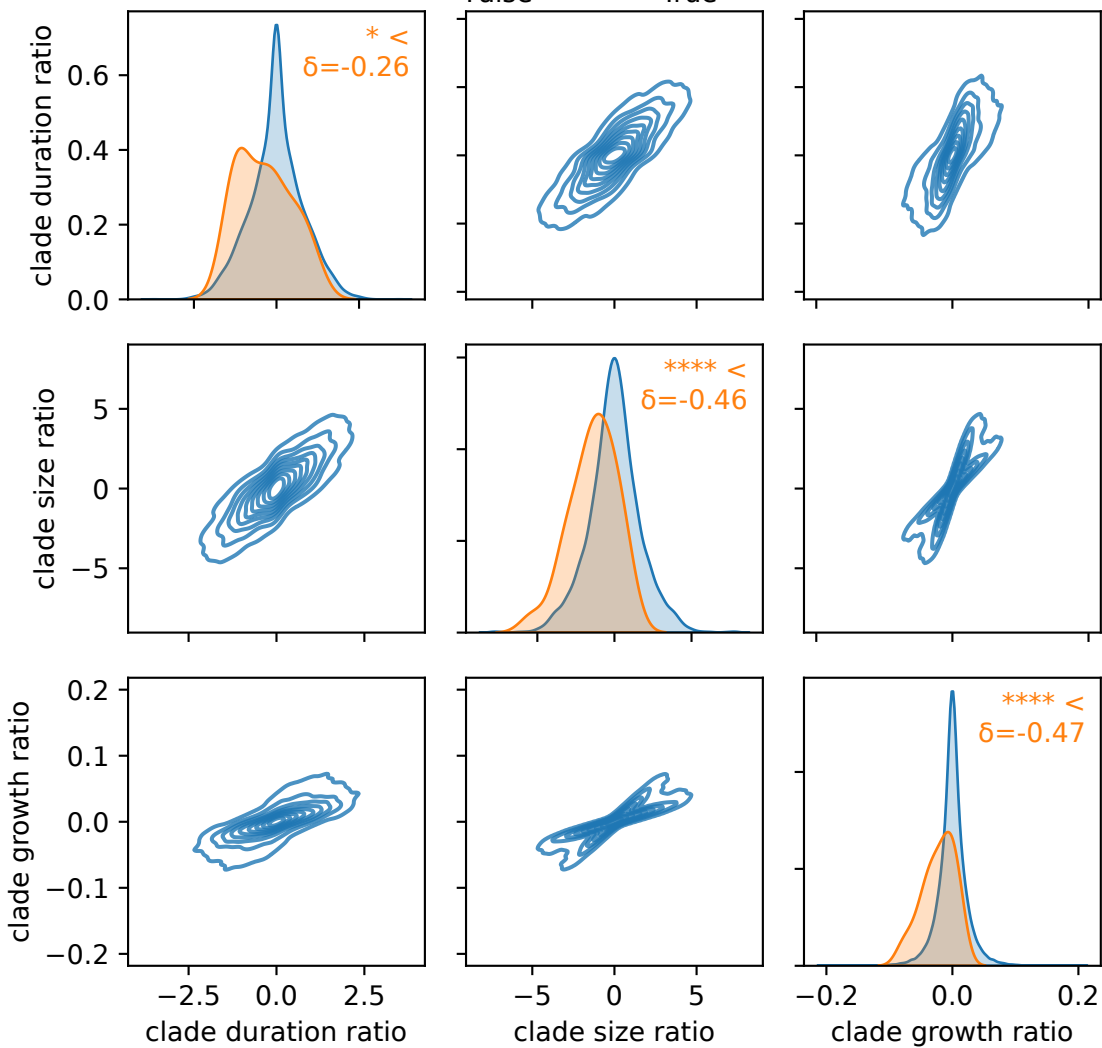 clade duration ratio
0.6
0.4
0.2
0.0
* <
δ=-0.26
clade size ratio
5
0
−5
**** <
δ=-0.46
clade growth ratio
0.2
0.1
0.0
−0.1
−0.2
**** <
δ=-0.47
−2.5 0.0 2.5
−5 0 5
−0.2 0.0 0.2
clade duration ratio
clade size ratio
clade growth ratio